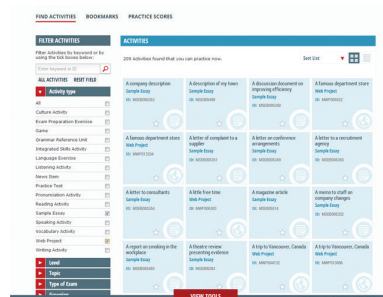 FIND ACTIVITIES BOOKMARKS PRACTICE SCORES
FILTER ACTIVITIES
Filter Activities by keyword or by
using the tick boxes below:
Enter Keyword or ID
ALL ACTIVITIES RESET FIELD
Activity type
All
Culture Activity
Exam Preparation Exercise
Game
Grammar Reference Unit
Integrated Skills Activity
Language Exercise
Listening Activity
News Item
Practice Test
Pronunciation Activity
Reading Activity
Sample Essay
Speaking Activity
Vocabulary Activity
Web Project
Writing Activity
Level
Topic
Type of Exam
ACTIVITIES
209 Activities found that you can practice now.
Sort List
A company description
Sample Essay
A description of my town
Sample Essay
A discussion document on
improving efficiency
Sample Essay
A famous department store
Web Project
A famous department store
Web Project
A letter of complaint to a
supplier
Sample Essay
A letter on conference
arrangements
Sample Essay
A letter to a recruitment
agency
Sample Essay
A letter to consultants
Sample Essay
A little free time
Web Project
A magazine article
Sample Essay
A memo to staff on
company changes
Sample Essay
A report on smoking in the
workplace
Sample Essay
A theatre review
presenting evidence
Sample Essay
A trip to Vancouver, Canada
Web Project
A trip to Vancouver, Canada
Web Project
VIEW TOOLS